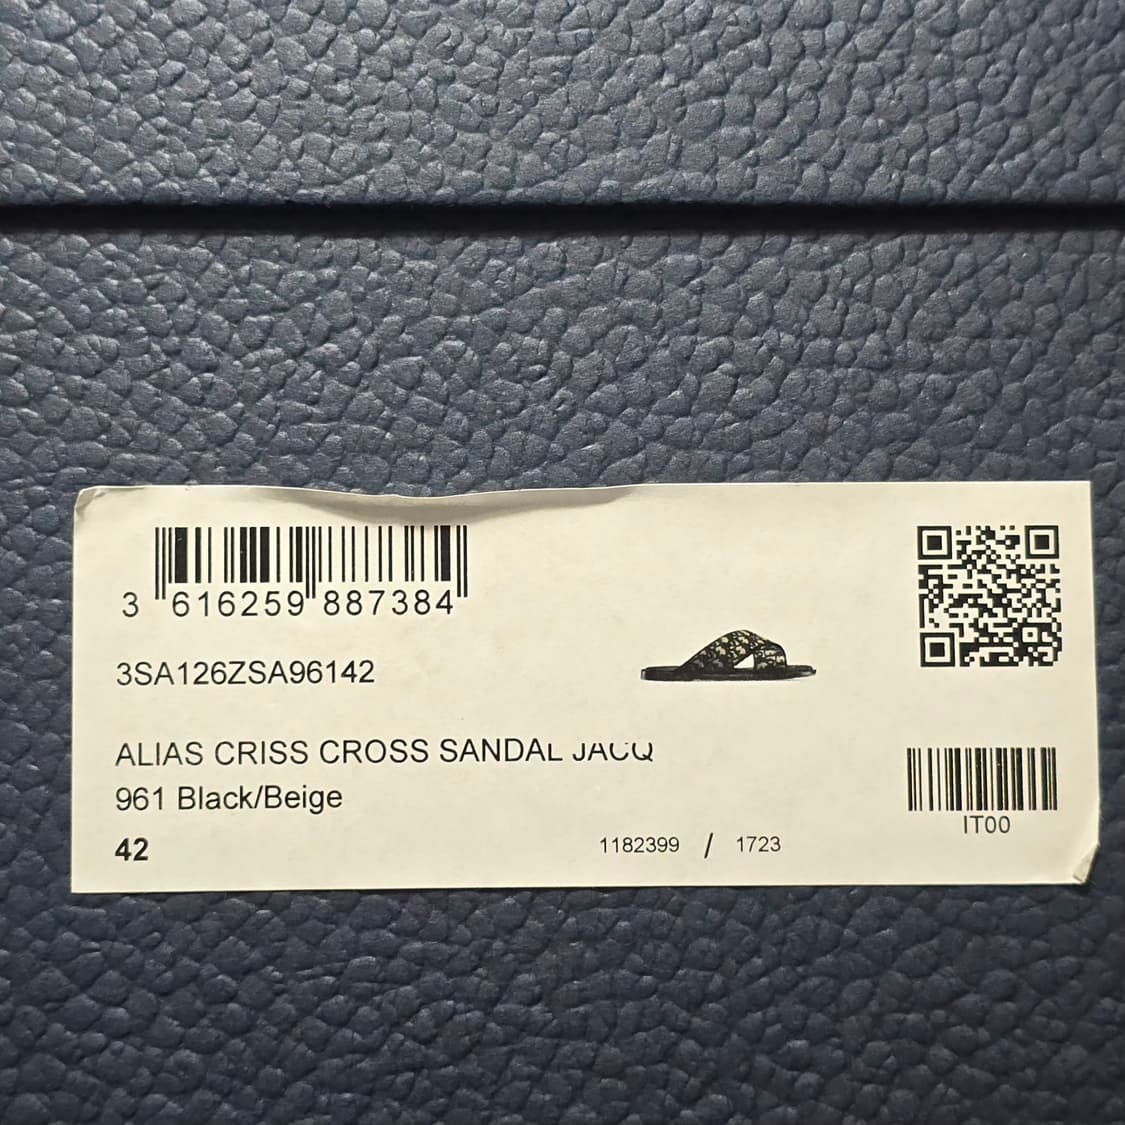 3 616259 887384
3SA126ZSA96142
ALIAS CRISS CROSS SANDAL JACQ
961 Black/Beige
42
1182399 / 1723
IT00